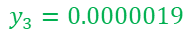 y₃ = 0.0000019